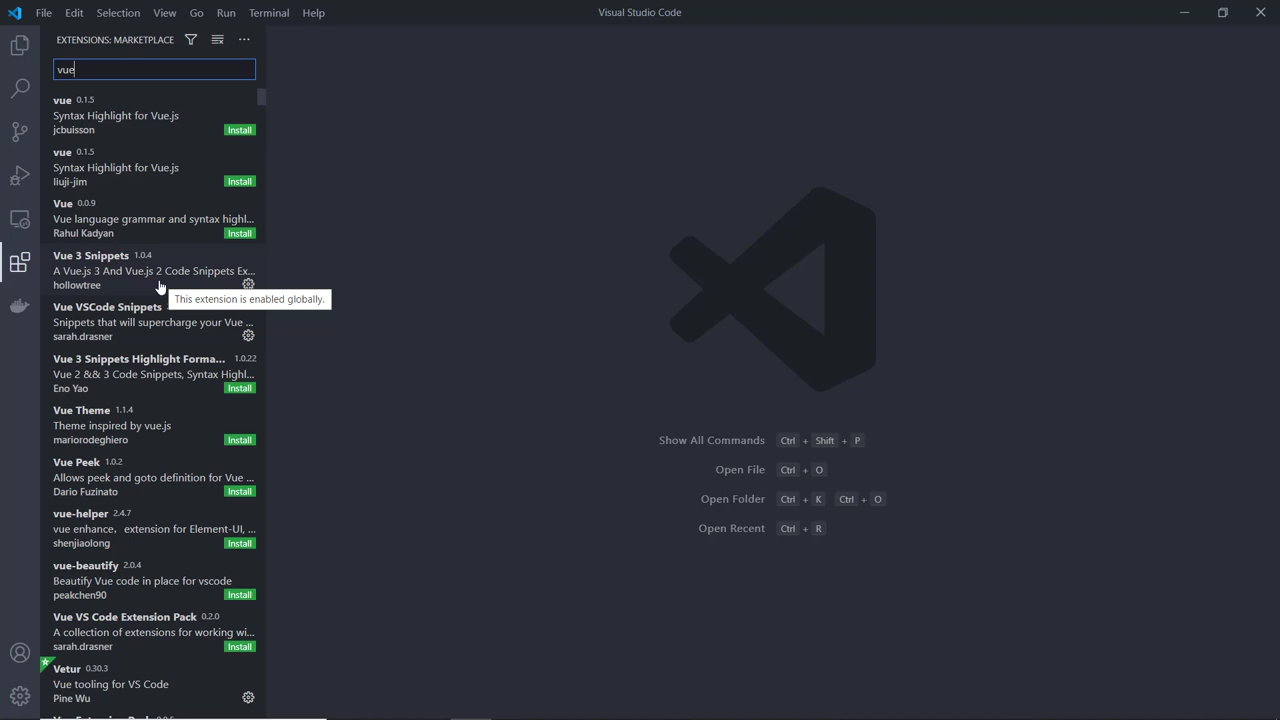 File Edit Selection View Go Run Terminal Help
Visual Studio Code
EXTENSIONS: MARKETPLACE
vue
vue 0.1.5
Syntax Highlight for Vue.js
jcbuisson Install
vue 0.1.5
Syntax Highlight for Vue.js
liuji-jim Install
Vue 0.0.9
Vue language grammar and syntax highl...
Rahul Kadyan Install
Vue 3 Snippets 1.0.4
A Vue.js 3 And Vue.js 2 Code Snippets Ex...
hollowtree
This extension is enabled globally.
Vue VSCode Snippets
Snippets that will supercharge your Vue ...
sarah.drasner
Vue 3 Snippets Highlight Forma... 1.0.22
Vue 2 && 3 Code Snippets, Syntax Highl...
Eno Yao Install
Vue Theme 1.1.4
Theme inspired by vue.js
mariorodeghiero Install
Vue Peek 1.0.2
Allows peek and goto definition for Vue ...
Dario Fuzinato Install
vue-helper 2.4.7
vue enhance，extension for Element-UI, ...
shenjiaolong Install
vue-beautify 2.0.4
Beautify Vue code in place for vscode
peakchen90 Install
Vue VS Code Extension Pack 0.2.0
A collection of extensions for working wi...
sarah.drasner Install
Vetur 0.30.3
Vue tooling for VS Code
Pine Wu
Show All Commands Ctrl + Shift + P
Open File Ctrl + O
Open Folder Ctrl + K Ctrl + O
Open Recent Ctrl + R